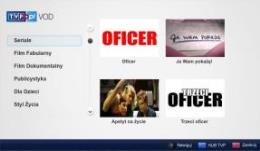 TVP.pl VOD
Seriale
Film Fabularny
Film Dokumentalny
Publicystyka
Dla Dzieci
Styl Życia
OFICER
Ja Wam pokażę!
Oficer
Ja Wam pokażę!
TRZECI
OFICER
Apetyt na życie
Trzeci oficer
Nawiguj
HUB TVP
Zamknij